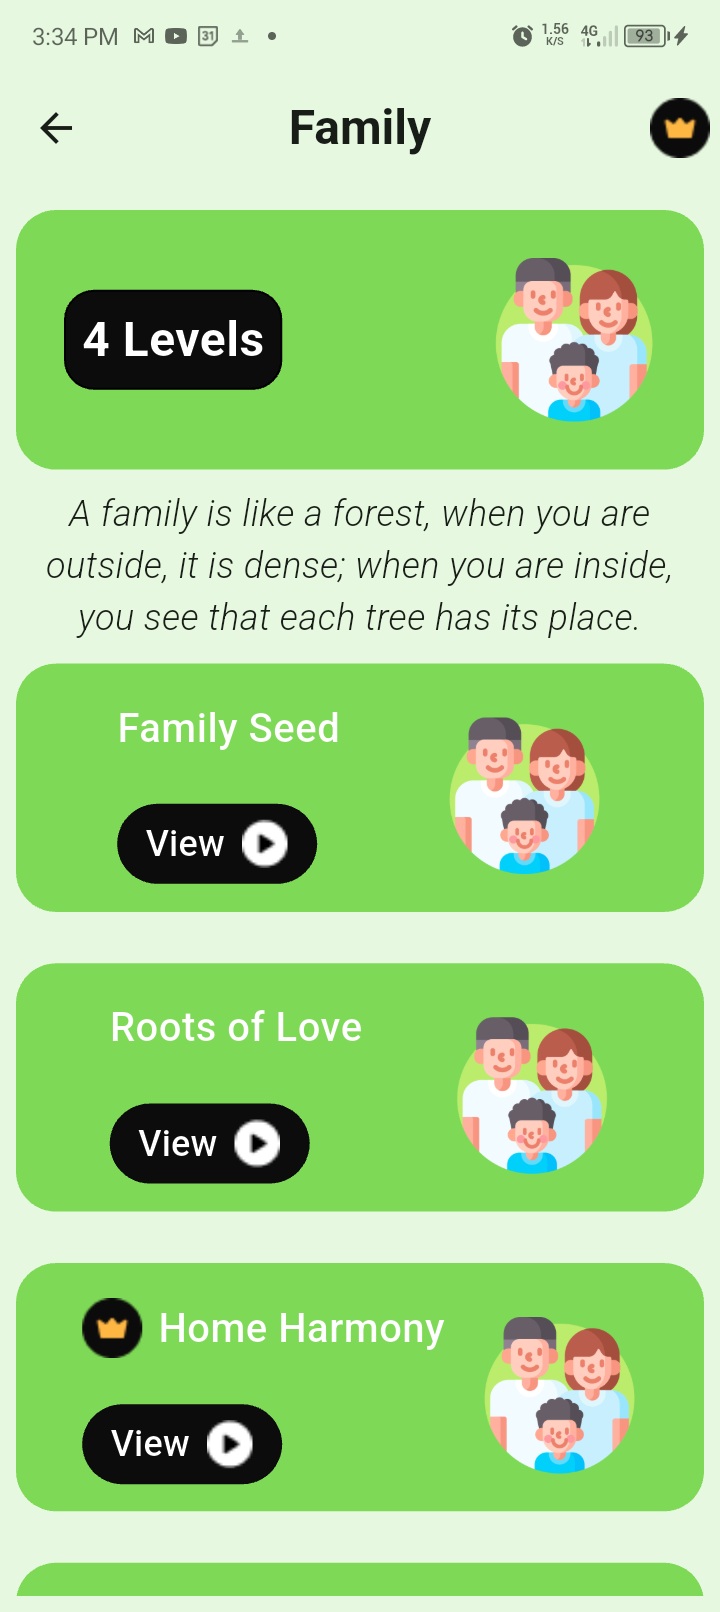 3:34 PM 31 1.56 K/S 4G 93
Family
4 Levels
A family is like a forest, when you are
outside, it is dense; when you are inside,
you see that each tree has its place.
Family Seed
View
Roots of Love
View
Home Harmony
View